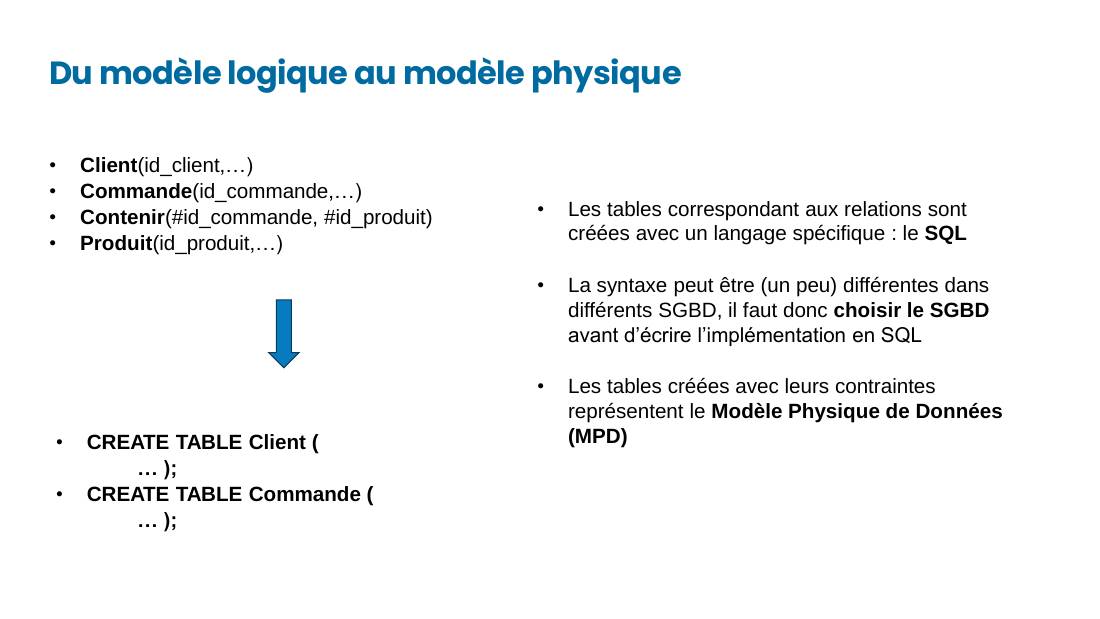 Du modèle logique au modèle physique
• Client(id_client,…)
• Commande(id_commande,…)
• Contenir(#id_commande, #id_produit)
• Produit(id_produit,…)
• CREATE TABLE Client (
… );
• CREATE TABLE Commande (
… );
• Les tables correspondant aux relations sont
créées avec un langage spécifique : le SQL
• La syntaxe peut être (un peu) différentes dans
différents SGBD, il faut donc choisir le SGBD
avant d’écrire l’implémentation en SQL
• Les tables créées avec leurs contraintes
représentent le Modèle Physique de Données
(MPD)